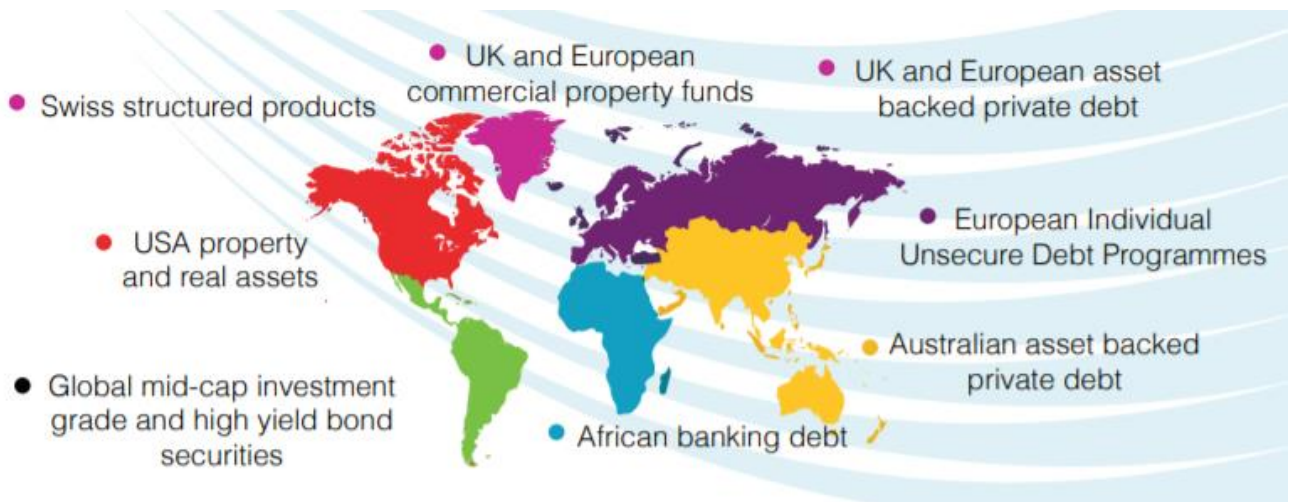 UK and European
commercial property funds
UK and European asset
backed private debt
Swiss structured products
European Individual
Unsecure Debt Programmes
USA property
and real assets
Australian asset backed
private debt
Global mid-cap investment
grade and high yield bond
securities
African banking debt